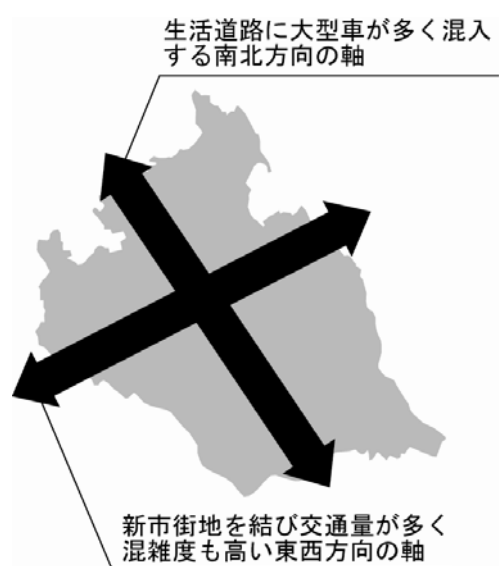 生活道路に大型車が多く混入
する南北方向の軸
新市街地を結び交通量が多く
混雑度も高い東西方向の軸